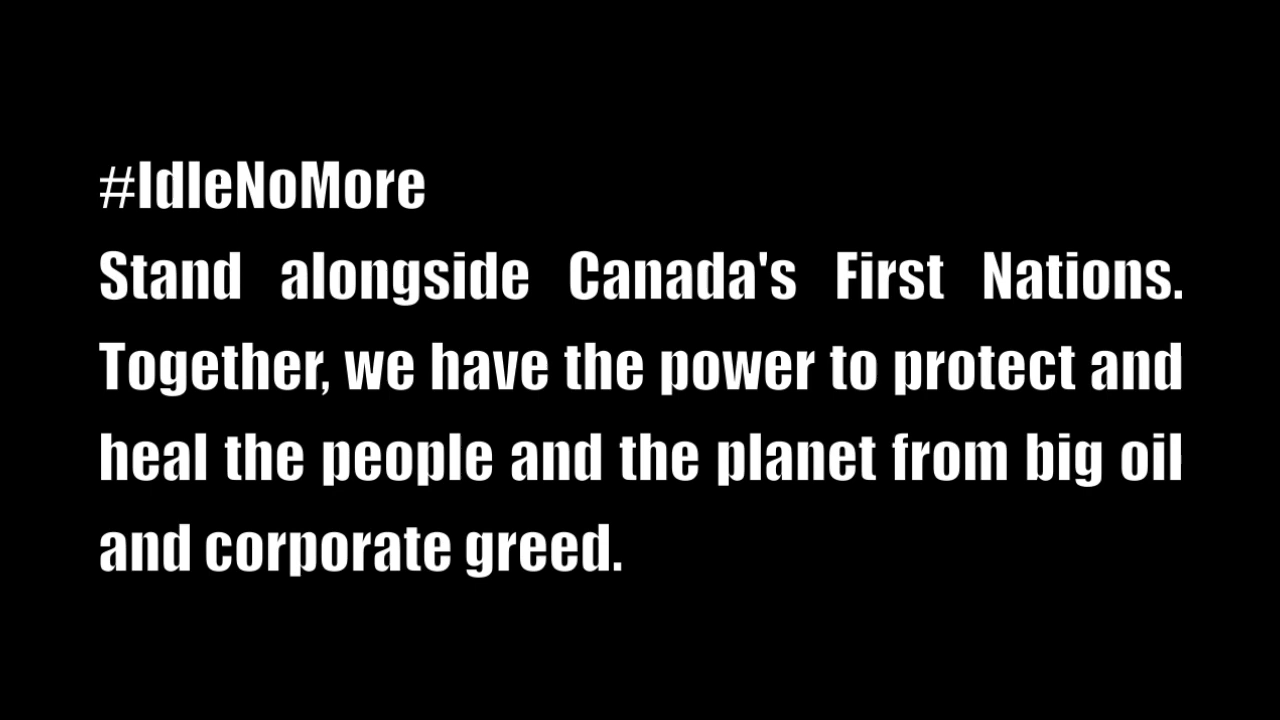 #IdleNoMore
Stand alongside Canada's First Nations.
Together, we have the power to protect and
heal the people and the planet from big oil
and corporate greed.